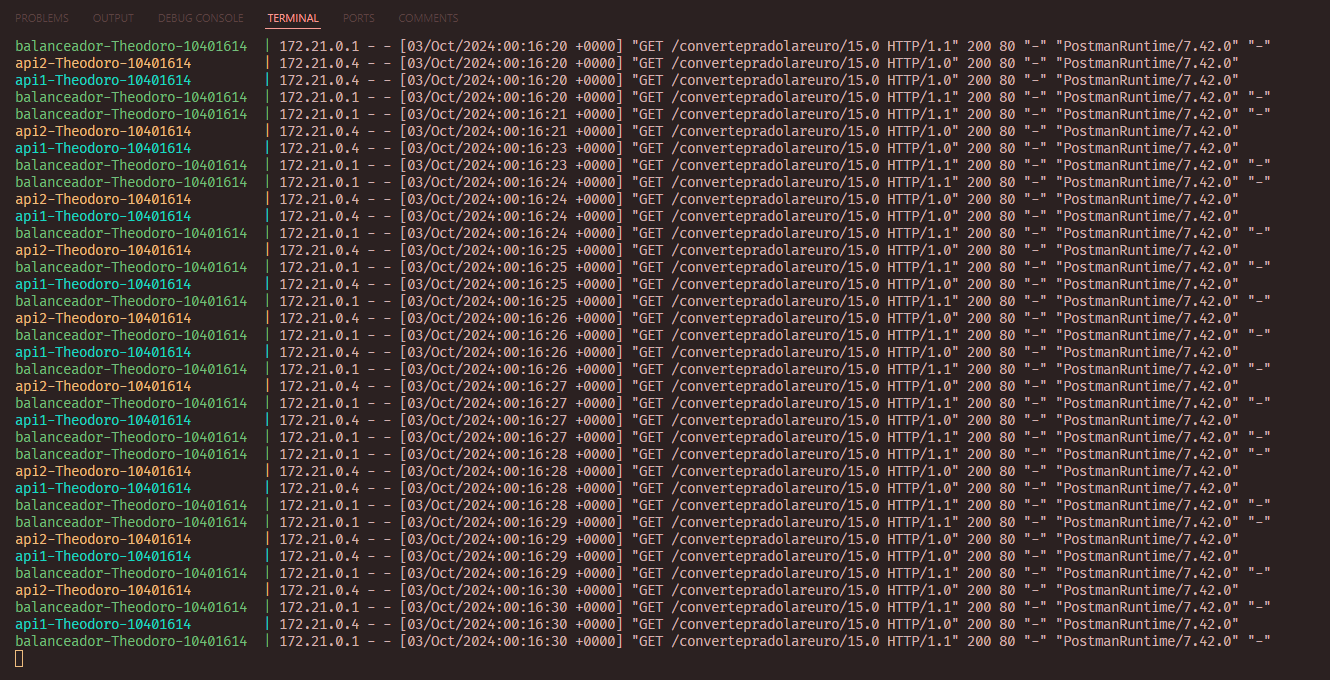 PROBLEMS OUTPUT DEBUG CONSOLE TERMINAL PORTS COMMENTS
balanceador-Theodoro-10401614 | 172.21.0.1 - - [03/Oct/2024:00:16:20 +0000] "GET /convertepradolareuro/15.0 HTTP/1.1" 200 80 "-" "PostmanRuntime/7.42.0" "-"
api2-Theodoro-10401614 | 172.21.0.4 - - [03/Oct/2024:00:16:20 +0000] "GET /convertepradolareuro/15.0 HTTP/1.0" 200 80 "-" "PostmanRuntime/7.42.0"
api1-Theodoro-10401614 | 172.21.0.4 - - [03/Oct/2024:00:16:20 +0000] "GET /convertepradolareuro/15.0 HTTP/1.0" 200 80 "-" "PostmanRuntime/7.42.0"
balanceador-Theodoro-10401614 | 172.21.0.1 - - [03/Oct/2024:00:16:20 +0000] "GET /convertepradolareuro/15.0 HTTP/1.1" 200 80 "-" "PostmanRuntime/7.42.0" "-"
balanceador-Theodoro-10401614 | 172.21.0.1 - - [03/Oct/2024:00:16:21 +0000] "GET /convertepradolareuro/15.0 HTTP/1.1" 200 80 "-" "PostmanRuntime/7.42.0" "-"
api2-Theodoro-10401614 | 172.21.0.4 - - [03/Oct/2024:00:16:21 +0000] "GET /convertepradolareuro/15.0 HTTP/1.0" 200 80 "-" "PostmanRuntime/7.42.0"
api1-Theodoro-10401614 | 172.21.0.4 - - [03/Oct/2024:00:16:23 +0000] "GET /convertepradolareuro/15.0 HTTP/1.0" 200 80 "-" "PostmanRuntime/7.42.0"
balanceador-Theodoro-10401614 | 172.21.0.1 - - [03/Oct/2024:00:16:23 +0000] "GET /convertepradolareuro/15.0 HTTP/1.1" 200 80 "-" "PostmanRuntime/7.42.0" "-"
balanceador-Theodoro-10401614 | 172.21.0.1 - - [03/Oct/2024:00:16:24 +0000] "GET /convertepradolareuro/15.0 HTTP/1.1" 200 80 "-" "PostmanRuntime/7.42.0" "-"
api2-Theodoro-10401614 | 172.21.0.4 - - [03/Oct/2024:00:16:24 +0000] "GET /convertepradolareuro/15.0 HTTP/1.0" 200 80 "-" "PostmanRuntime/7.42.0"
api1-Theodoro-10401614 | 172.21.0.4 - - [03/Oct/2024:00:16:24 +0000] "GET /convertepradolareuro/15.0 HTTP/1.0" 200 80 "-" "PostmanRuntime/7.42.0"
balanceador-Theodoro-10401614 | 172.21.0.1 - - [03/Oct/2024:00:16:24 +0000] "GET /convertepradolareuro/15.0 HTTP/1.1" 200 80 "-" "PostmanRuntime/7.42.0" "-"
api2-Theodoro-10401614 | 172.21.0.4 - - [03/Oct/2024:00:16:25 +0000] "GET /convertepradolareuro/15.0 HTTP/1.0" 200 80 "-" "PostmanRuntime/7.42.0"
balanceador-Theodoro-10401614 | 172.21.0.1 - - [03/Oct/2024:00:16:25 +0000] "GET /convertepradolareuro/15.0 HTTP/1.1" 200 80 "-" "PostmanRuntime/7.42.0" "-"
api1-Theodoro-10401614 | 172.21.0.4 - - [03/Oct/2024:00:16:25 +0000] "GET /convertepradolareuro/15.0 HTTP/1.0" 200 80 "-" "PostmanRuntime/7.42.0"
balanceador-Theodoro-10401614 | 172.21.0.1 - - [03/Oct/2024:00:16:25 +0000] "GET /convertepradolareuro/15.0 HTTP/1.1" 200 80 "-" "PostmanRuntime/7.42.0" "-"
api2-Theodoro-10401614 | 172.21.0.4 - - [03/Oct/2024:00:16:26 +0000] "GET /convertepradolareuro/15.0 HTTP/1.0" 200 80 "-" "PostmanRuntime/7.42.0"
balanceador-Theodoro-10401614 | 172.21.0.1 - - [03/Oct/2024:00:16:26 +0000] "GET /convertepradolareuro/15.0 HTTP/1.1" 200 80 "-" "PostmanRuntime/7.42.0" "-"
api1-Theodoro-10401614 | 172.21.0.4 - - [03/Oct/2024:00:16:26 +0000] "GET /convertepradolareuro/15.0 HTTP/1.0" 200 80 "-" "PostmanRuntime/7.42.0"
balanceador-Theodoro-10401614 | 172.21.0.1 - - [03/Oct/2024:00:16:26 +0000] "GET /convertepradolareuro/15.0 HTTP/1.1" 200 80 "-" "PostmanRuntime/7.42.0" "-"
api2-Theodoro-10401614 | 172.21.0.4 - - [03/Oct/2024:00:16:27 +0000] "GET /convertepradolareuro/15.0 HTTP/1.0" 200 80 "-" "PostmanRuntime/7.42.0"
balanceador-Theodoro-10401614 | 172.21.0.1 - - [03/Oct/2024:00:16:27 +0000] "GET /convertepradolareuro/15.0 HTTP/1.1" 200 80 "-" "PostmanRuntime/7.42.0" "-"
api1-Theodoro-10401614 | 172.21.0.4 - - [03/Oct/2024:00:16:27 +0000] "GET /convertepradolareuro/15.0 HTTP/1.0" 200 80 "-" "PostmanRuntime/7.42.0"
balanceador-Theodoro-10401614 | 172.21.0.1 - - [03/Oct/2024:00:16:27 +0000] "GET /convertepradolareuro/15.0 HTTP/1.1" 200 80 "-" "PostmanRuntime/7.42.0" "-"
balanceador-Theodoro-10401614 | 172.21.0.1 - - [03/Oct/2024:00:16:28 +0000] "GET /convertepradolareuro/15.0 HTTP/1.1" 200 80 "-" "PostmanRuntime/7.42.0" "-"
api2-Theodoro-10401614 | 172.21.0.4 - - [03/Oct/2024:00:16:28 +0000] "GET /convertepradolareuro/15.0 HTTP/1.0" 200 80 "-" "PostmanRuntime/7.42.0"
api1-Theodoro-10401614 | 172.21.0.4 - - [03/Oct/2024:00:16:28 +0000] "GET /convertepradolareuro/15.0 HTTP/1.0" 200 80 "-" "PostmanRuntime/7.42.0"
balanceador-Theodoro-10401614 | 172.21.0.1 - - [03/Oct/2024:00:16:28 +0000] "GET /convertepradolareuro/15.0 HTTP/1.1" 200 80 "-" "PostmanRuntime/7.42.0" "-"
balanceador-Theodoro-10401614 | 172.21.0.1 - - [03/Oct/2024:00:16:29 +0000] "GET /convertepradolareuro/15.0 HTTP/1.1" 200 80 "-" "PostmanRuntime/7.42.0" "-"
api2-Theodoro-10401614 | 172.21.0.4 - - [03/Oct/2024:00:16:29 +0000] "GET /convertepradolareuro/15.0 HTTP/1.0" 200 80 "-" "PostmanRuntime/7.42.0"
api1-Theodoro-10401614 | 172.21.0.4 - - [03/Oct/2024:00:16:29 +0000] "GET /convertepradolareuro/15.0 HTTP/1.0" 200 80 "-" "PostmanRuntime/7.42.0"
balanceador-Theodoro-10401614 | 172.21.0.1 - - [03/Oct/2024:00:16:29 +0000] "GET /convertepradolareuro/15.0 HTTP/1.1" 200 80 "-" "PostmanRuntime/7.42.0" "-"
api2-Theodoro-10401614 | 172.21.0.4 - - [03/Oct/2024:00:16:30 +0000] "GET /convertepradolareuro/15.0 HTTP/1.0" 200 80 "-" "PostmanRuntime/7.42.0"
balanceador-Theodoro-10401614 | 172.21.0.1 - - [03/Oct/2024:00:16:30 +0000] "GET /convertepradolareuro/15.0 HTTP/1.1" 200 80 "-" "PostmanRuntime/7.42.0" "-"
api1-Theodoro-10401614 | 172.21.0.4 - - [03/Oct/2024:00:16:30 +0000] "GET /convertepradolareuro/15.0 HTTP/1.0" 200 80 "-" "PostmanRuntime/7.42.0"
balanceador-Theodoro-10401614 | 172.21.0.1 - - [03/Oct/2024:00:16:30 +0000] "GET /convertepradolareuro/15.0 HTTP/1.1" 200 80 "-" "PostmanRuntime/7.42.0" "-"